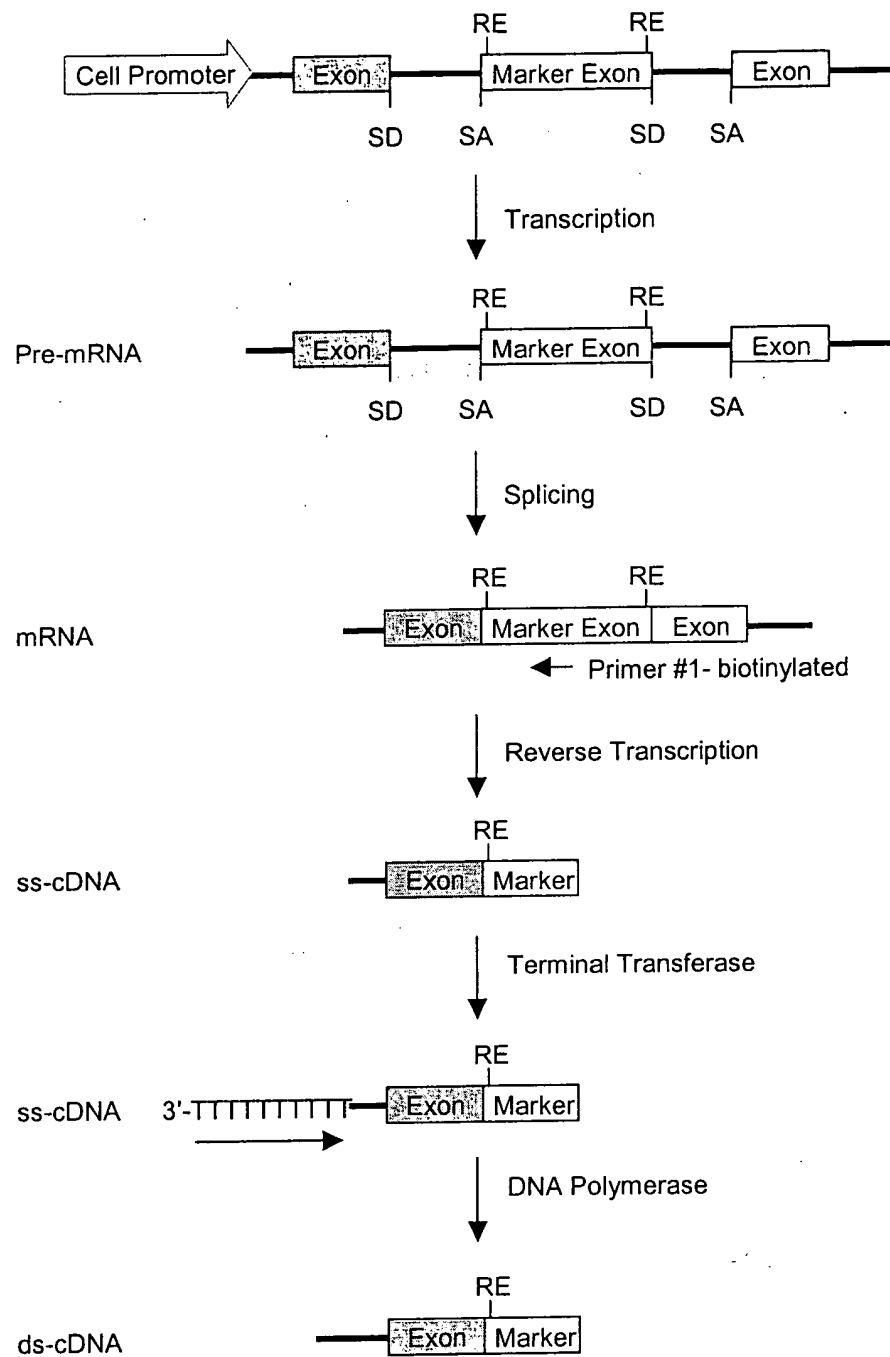 RE RE
Cell Promoter Exon Marker Exon Exon
SD SA SD SA
Transcription
RE RE
Pre-mRNA Exon Marker Exon Exon
SD SA SD SA
Splicing
RE RE
mRNA Exon Marker Exon Exon
Primer #1- biotinylated
Reverse Transcription
RE
ss-cDNA Exon Marker
Terminal Transferase
RE
ss-cDNA 3'-TTTTTTTTT Exon Marker
DNA Polymerase
RE
ds-cDNA Exon Marker